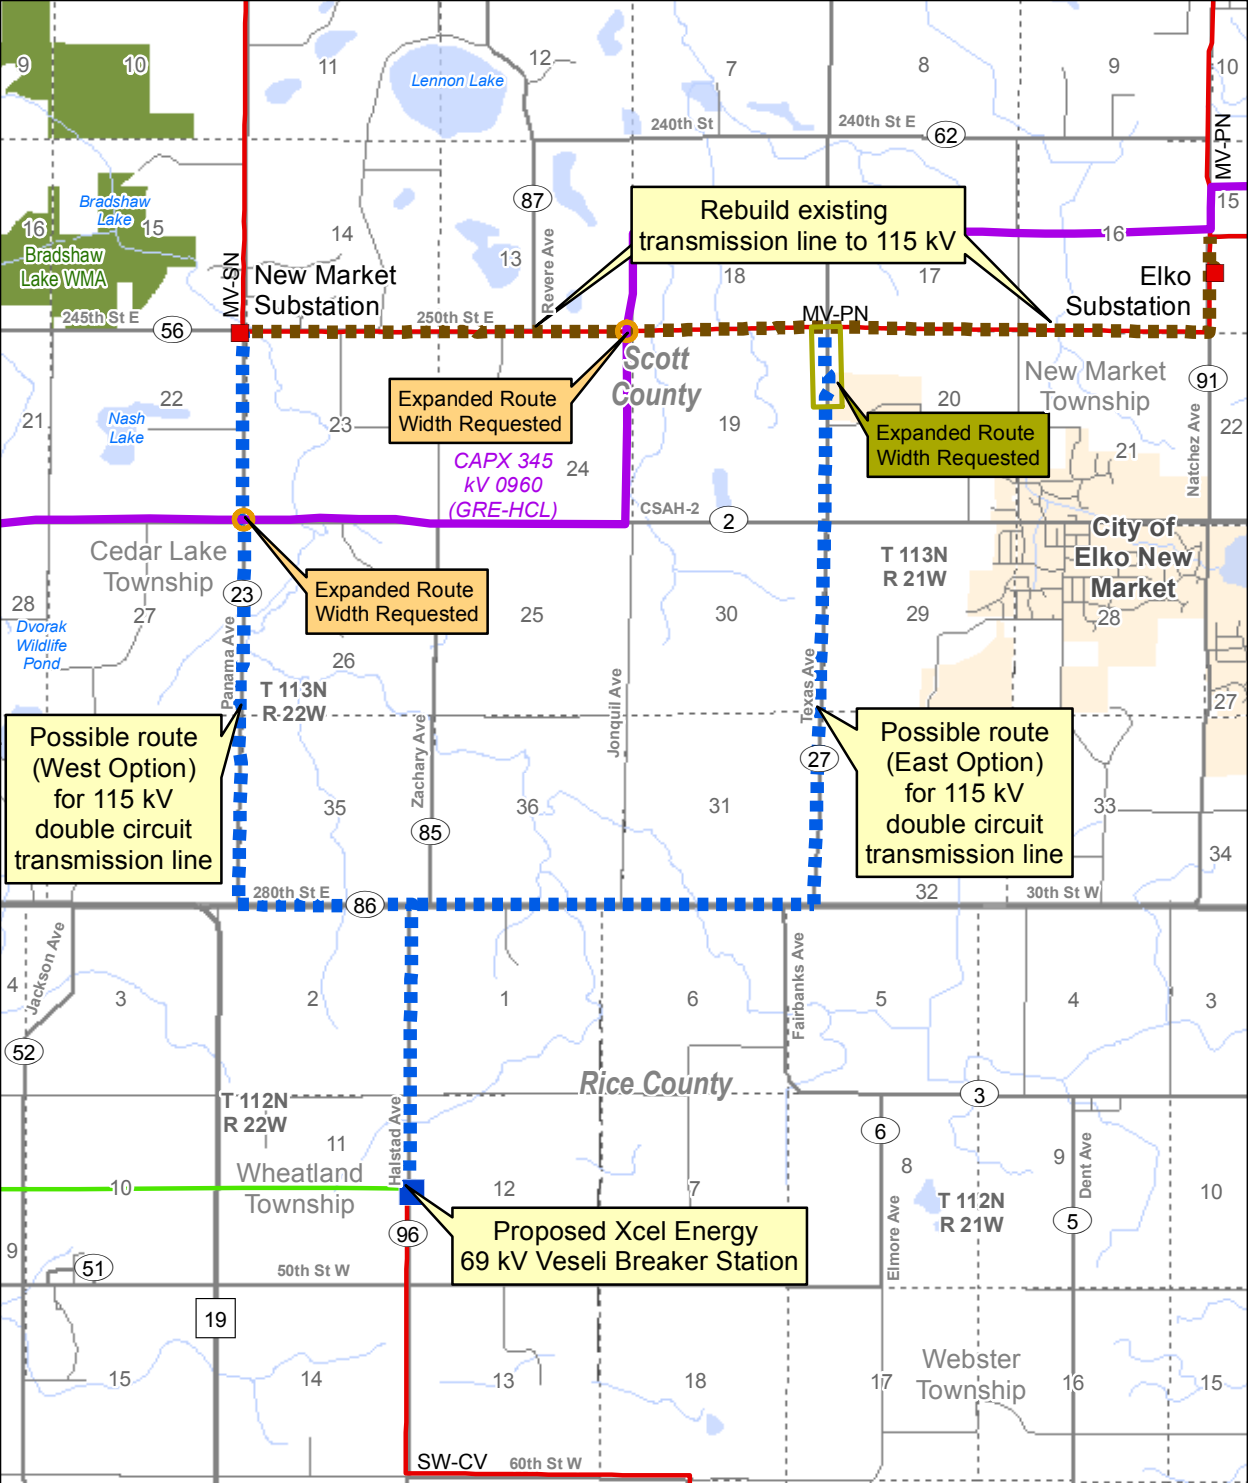 9
10
11
Lennon Lake
12
7
8
9
10
240th St
240th St E
62
MV-PN
Bradshaw
Lake
16
15
Bradshaw
Lake WMA
87
Revere Ave
14
13
Rebuild existing
transmission line to 115 kV
18
17
16
15
MV-SN
New Market
Substation
Elko
Substation
245th St E
56
250th St E
MV-PN
Scott
County
Expanded Route
Width Requested
21
22
Nash
Lake
23
24
19
20
New Market
Township
91
Natchez Ave
22
21
Expanded Route
Width Requested
CAPX 345
kV 0960
(GRE-HCL)
CSAH-2
2
City of
Elko New
Market
Cedar Lake
Township
23
Expanded Route
Width Requested
T 113N
R 21W
28
27
Dvorak
Wildlife
Pond
Panama Ave
26
25
30
29
28
27
T 113N
R 22W
Jonquil Ave
Texas Ave
Zachary Ave
Possible route
(West Option)
for 115 kV
double circuit
transmission line
27
Possible route
(East Option)
for 115 kV
double circuit
transmission line
35
85
36
31
33
34
280th St E
86
32
30th St W
Jackson Ave
4
3
2
1
6
Fairbanks Ave
5
4
3
52
Rice County
3
T 112N
R 22W
Halstad Ave
11
Wheatland
Township
10
12
7
6
8
9
Dent Ave
10
T 112N
R 21W
5
Elmore Ave
96
Proposed Xcel Energy
69 kV Veseli Breaker Station
9
51
50th St W
19
15
14
13
18
17
Webster
Township
16
15
SW-CV
60th St W